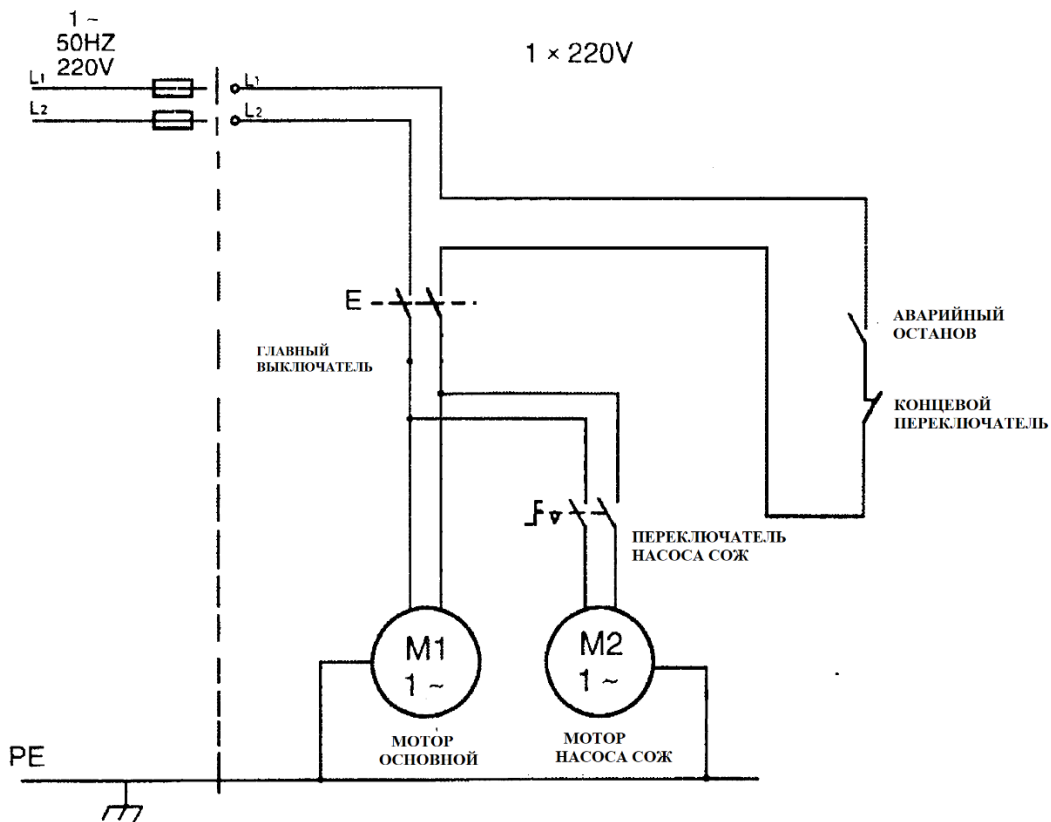 1 ~
50HZ
220V
1 × 220V
L1
L1
L2
L2
E
АВАРИЙНЫЙ
ОСТАНОВ
ГЛАВНЫЙ
ВЫКЛЮЧАТЕЛЬ
КОНЦЕВОЙ
ПЕРЕКЛЮЧАТЕЛЬ
ПЕРЕКЛЮЧАТЕЛЬ
НАСОСА СОЖ
M1
1 ~
M2
1 ~
МОТОР
ОСНОВНОЙ
МОТОР
НАСОСА СОЖ
PE